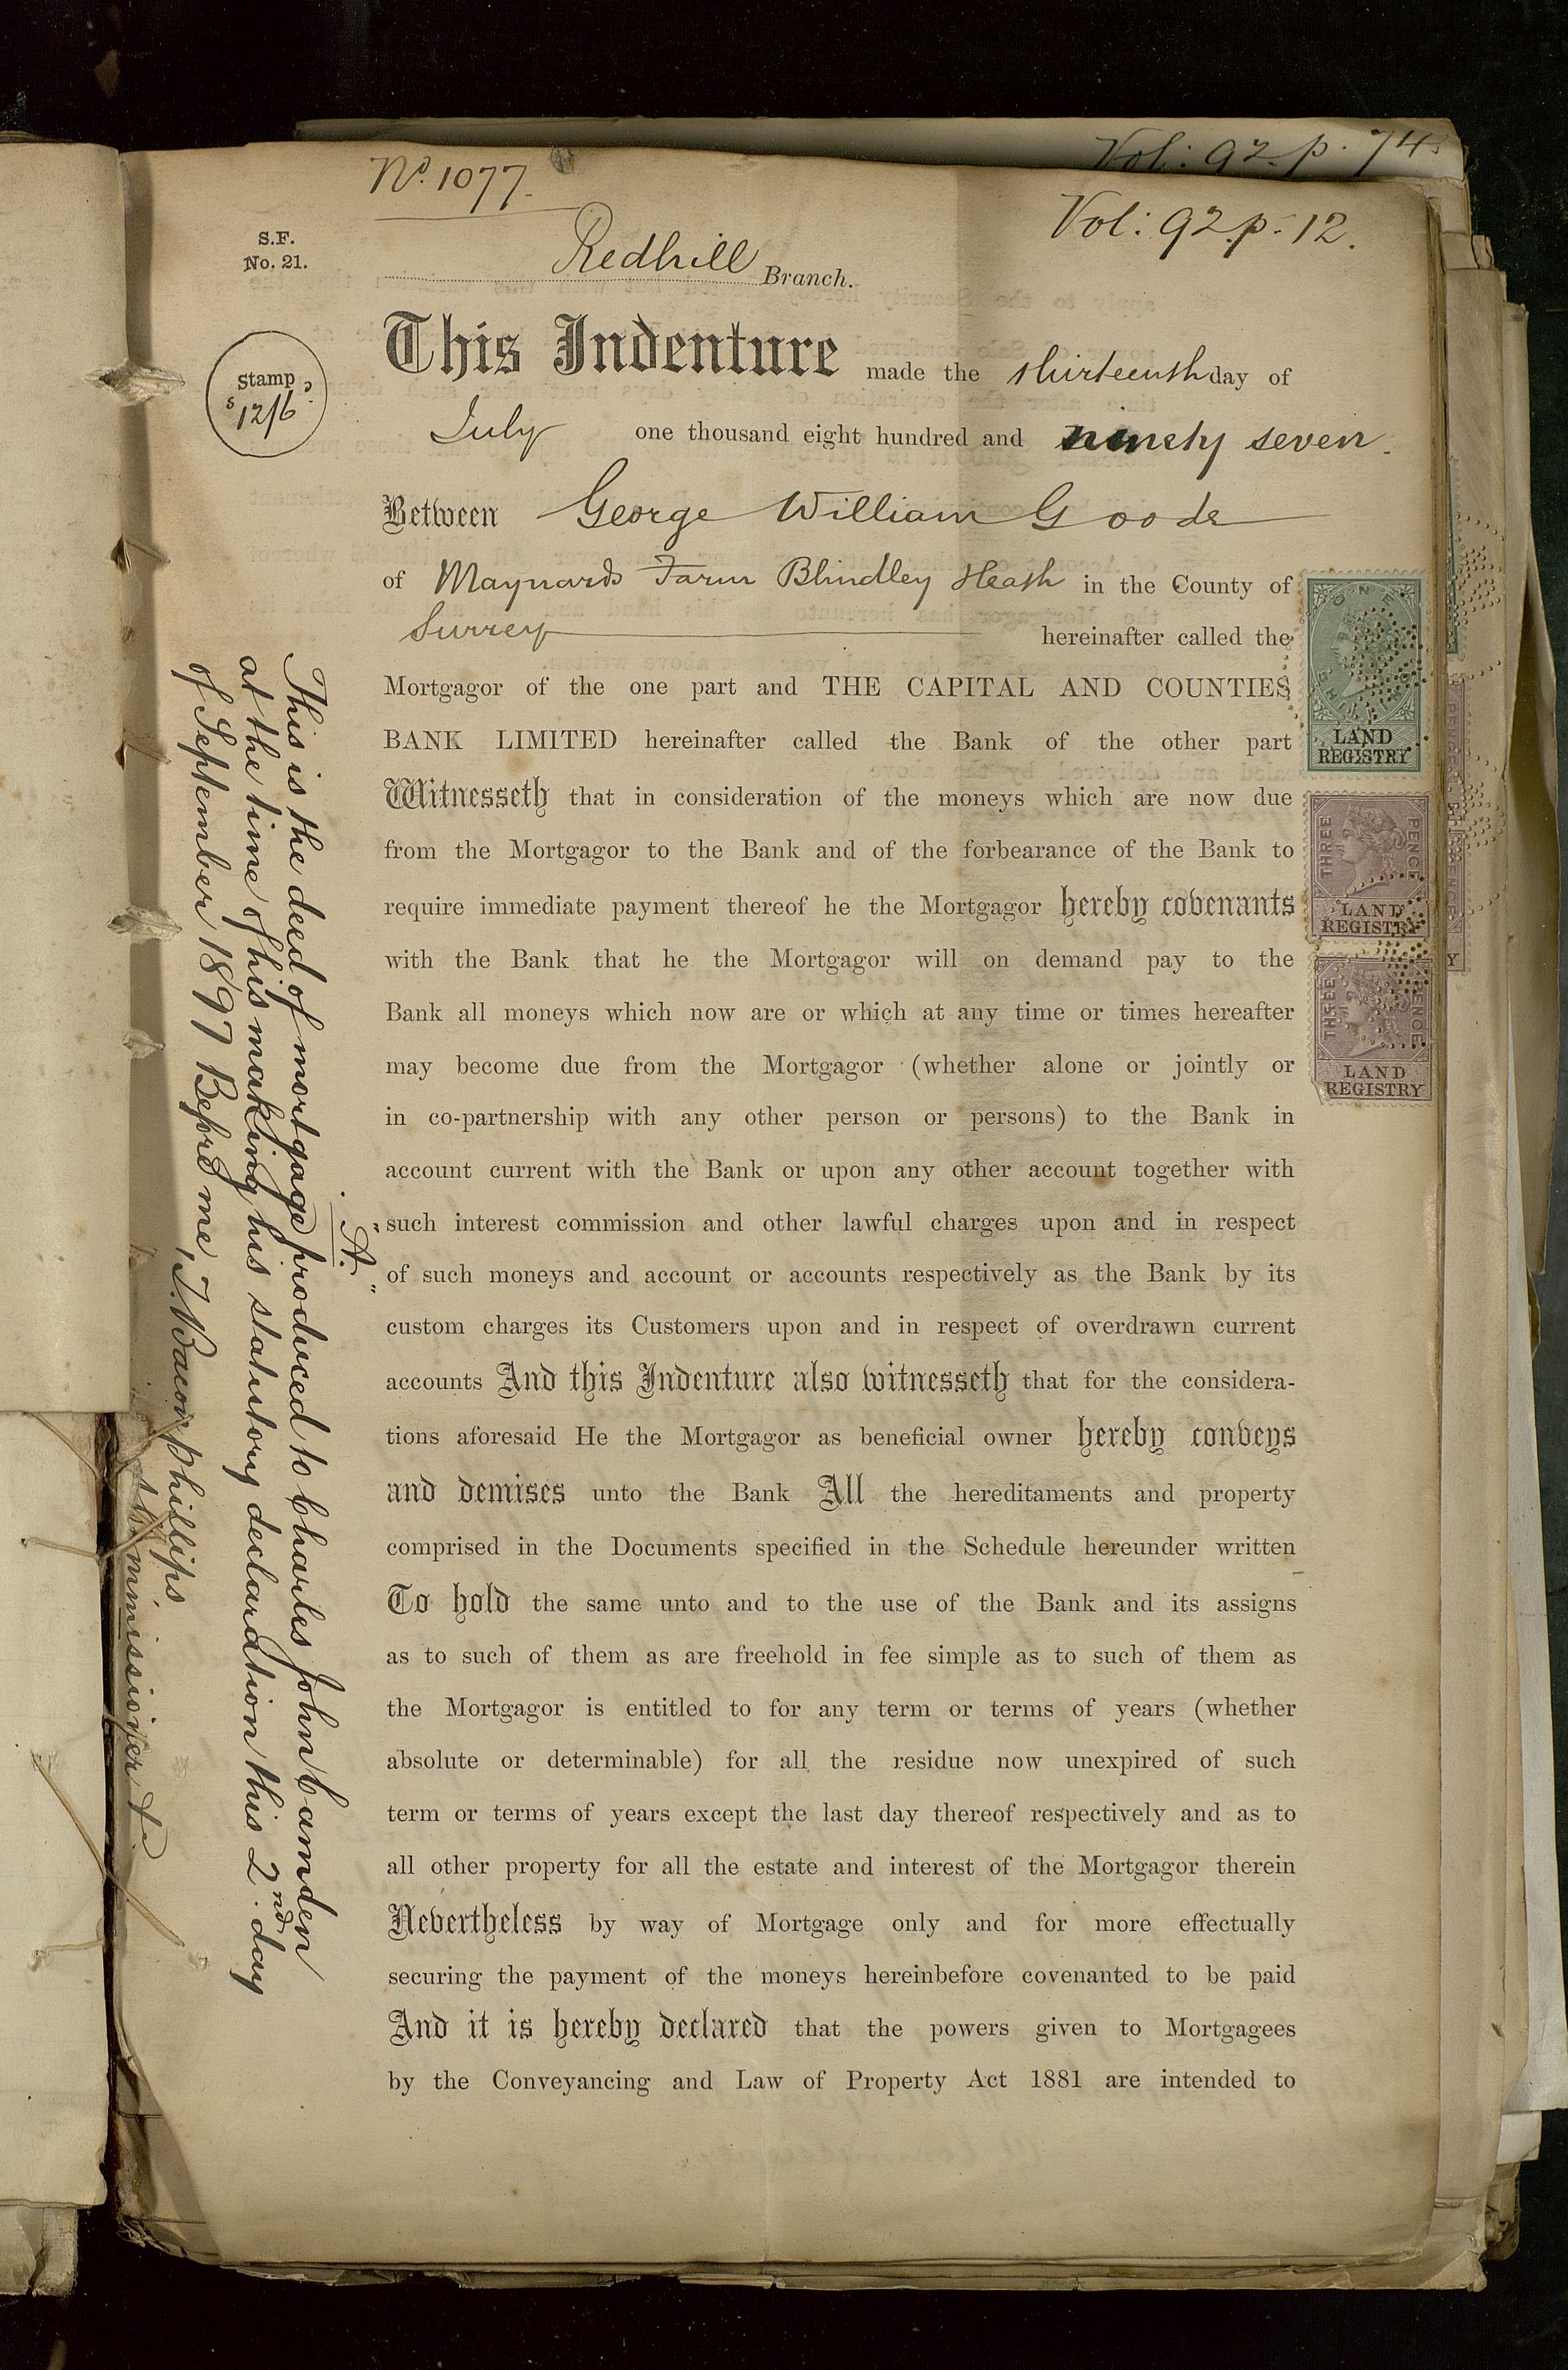 Vol: 92. p. 74.
No. 1077.
Vol: 92. p. 12.
S.F.
No. 21.
Redhill Branch.
Stamp
s 12/6
This Indenture made the thirteenth day of
July one thousand eight hundred and ninety seven.
Between George William Goode
of Maynards Farm Blindley Heath in the County of
Surrey hereinafter called the
Mortgagor of the one part and THE CAPITAL AND COUNTIES
BANK LIMITED hereinafter called the Bank of the other part
Witnesseth that in consideration of the moneys which are now due
from the Mortgagor to the Bank and of the forbearance of the Bank to
require immediate payment thereof he the Mortgagor hereby covenants
with the Bank that he the Mortgagor will on demand pay to the
Bank all moneys which now are or which at any time or times hereafter
may become due from the Mortgagor (whether alone or jointly or
in co-partnership with any other person or persons) to the Bank in
account current with the Bank or upon any other account together with
such interest commission and other lawful charges upon and in respect
of such moneys and account or accounts respectively as the Bank by its
custom charges its Customers upon and in respect of overdrawn current
accounts And this Indenture also witnesseth that for the considera-
tions aforesaid He the Mortgagor as beneficial owner hereby conveys
and demises unto the Bank All the hereditaments and property
comprised in the Documents specified in the Schedule hereunder written
To hold the same unto and to the use of the Bank and its assigns
as to such of them as are freehold in fee simple as to such of them as
the Mortgagor is entitled to for any term or terms of years (whether
absolute or determinable) for all the residue now unexpired of such
term or terms of years except the last day thereof respectively and as to
all other property for all the estate and interest of the Mortgagor therein
Nevertheless by way of Mortgage only and for more effectually
securing the payment of the moneys hereinbefore covenanted to be paid
And it is hereby declared that the powers given to Mortgagees
by the Conveyancing and Law of Property Act 1881 are intended to
"A."
This is the deed of mortgage produced to Charles John Camden
at the time of his making his statutory declaration this 2nd. day
of September 1897 Before me,
J. Bacon Phillips
ONE
LAND
REGISTRY
THREE PENCE
LAND
REGISTRY
THREE PENCE
LAND
REGISTRY